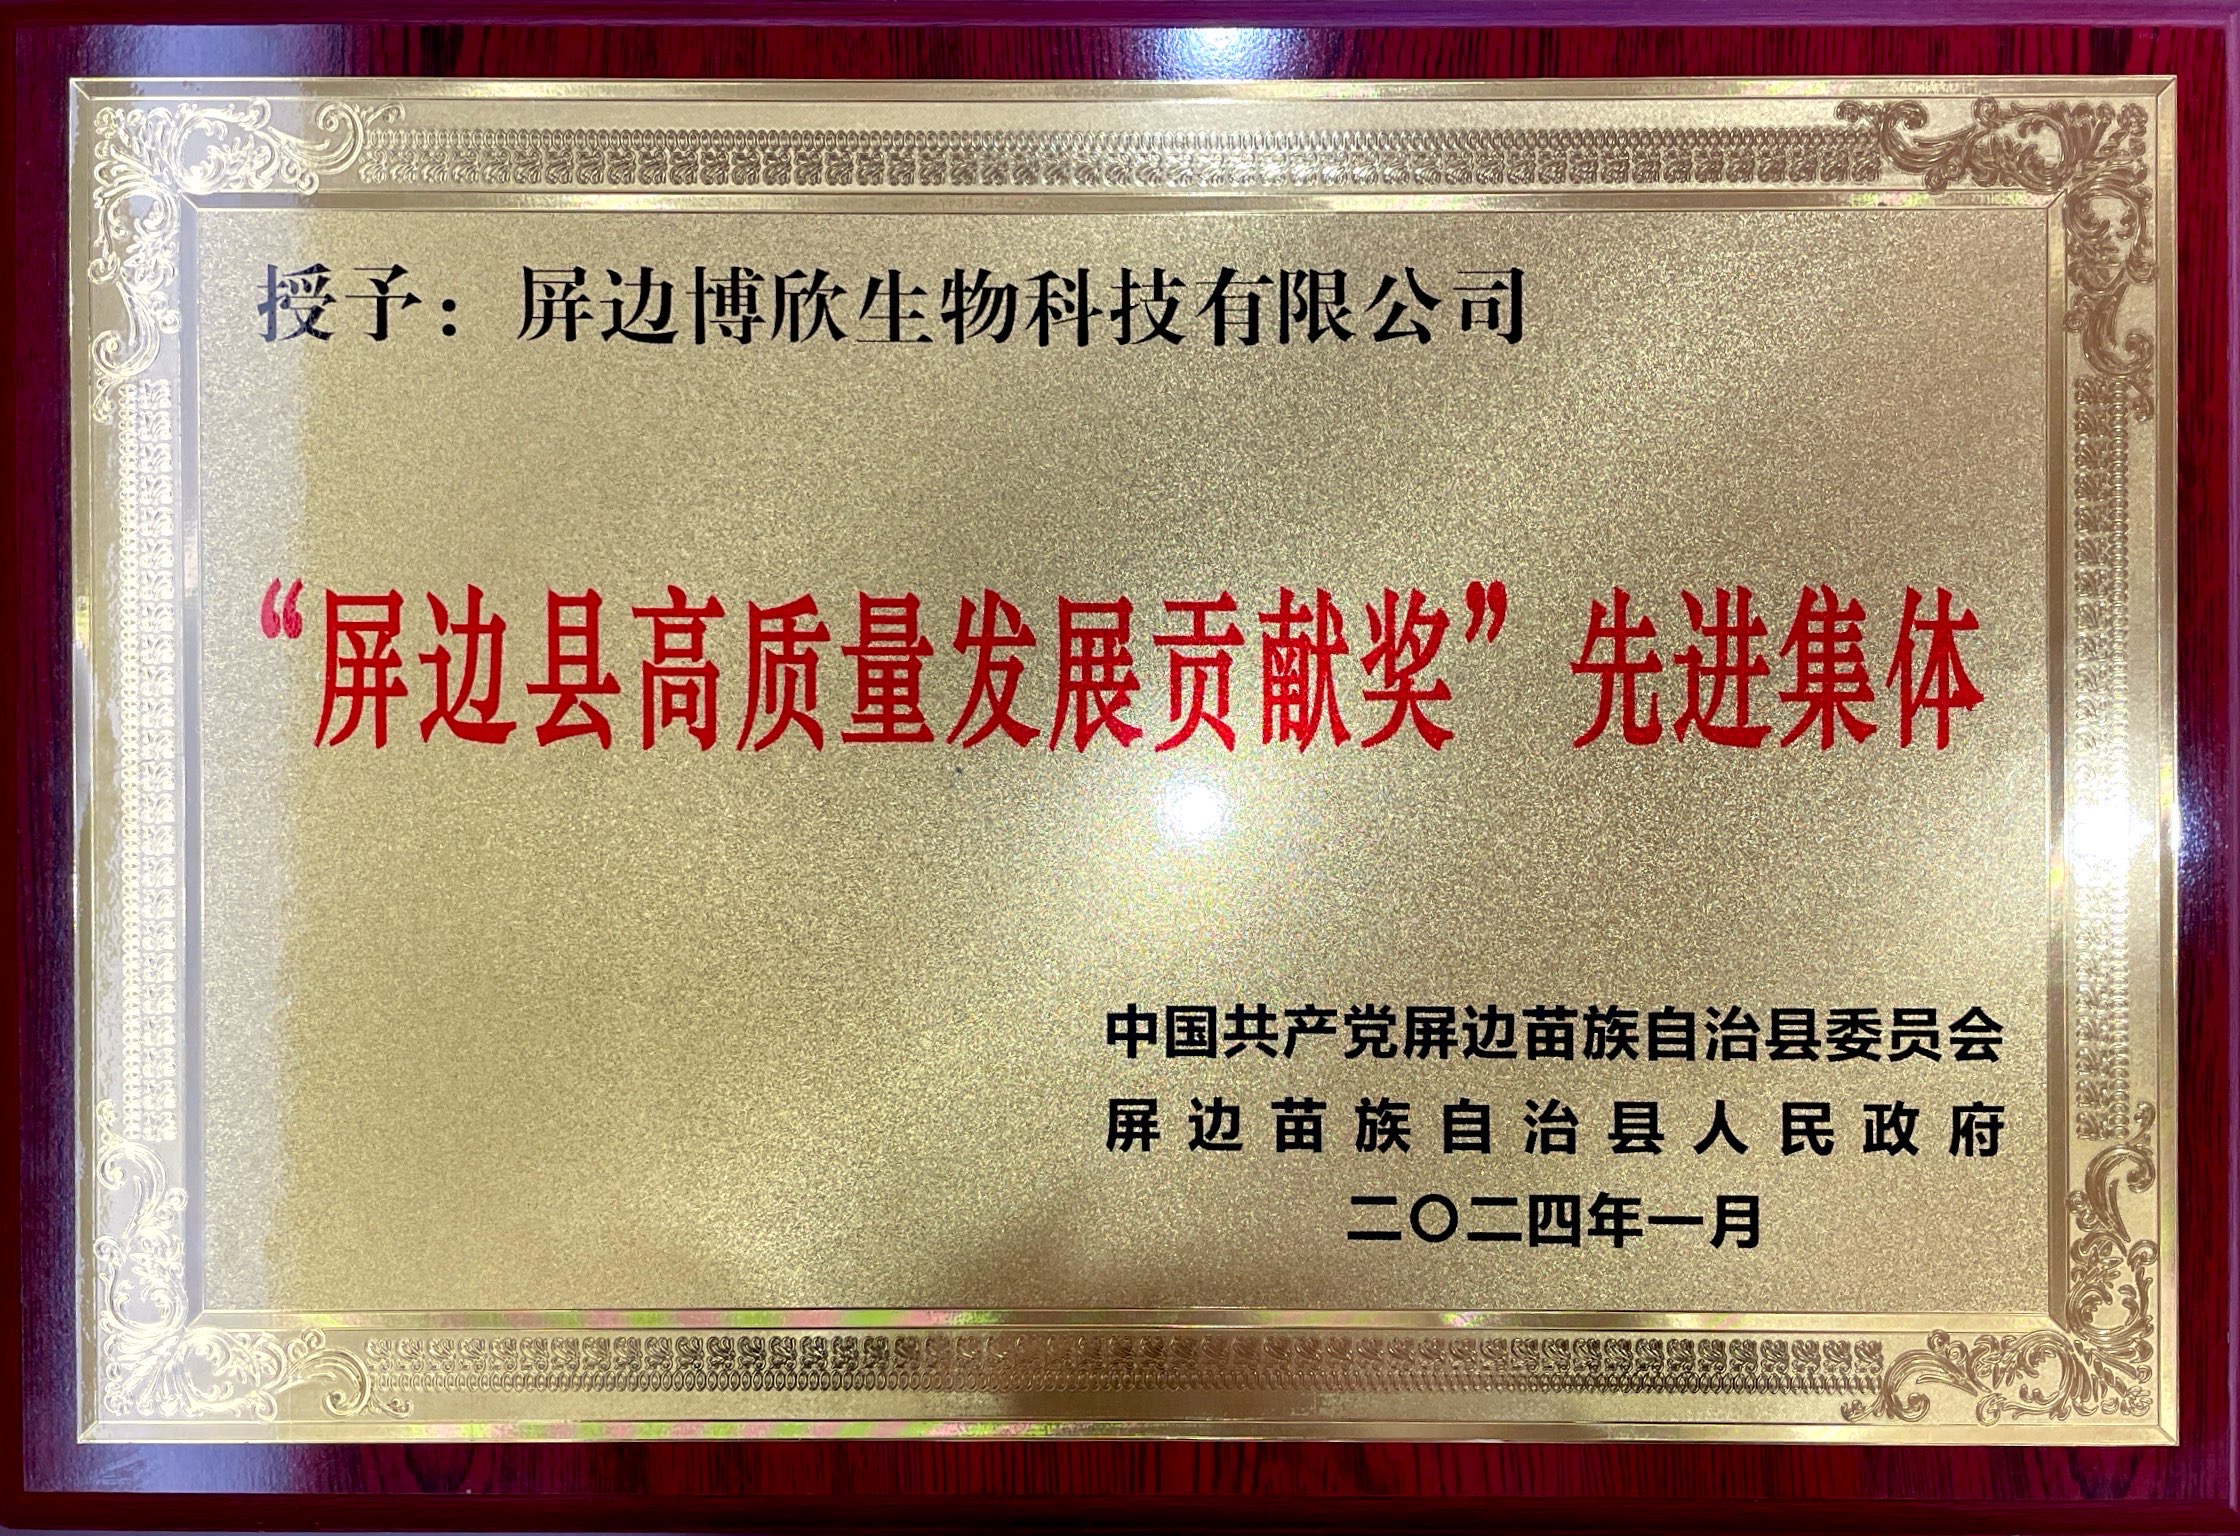 授予：屏边博欣生物科技有限公司
“屏边县高质量发展贡献奖”先进集体
中国共产党屏边苗族自治县委员会
屏边苗族自治县人民政府
二〇二四年一月